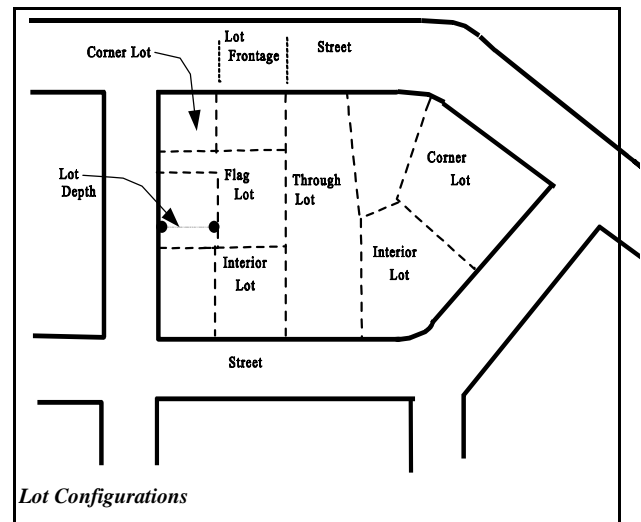 Lot
Frontage
Street
Corner Lot
Lot
Depth
Flag
Lot
Through
Lot
Corner
Lot
Interior
Lot
Interior
Lot
Street
Lot Configurations